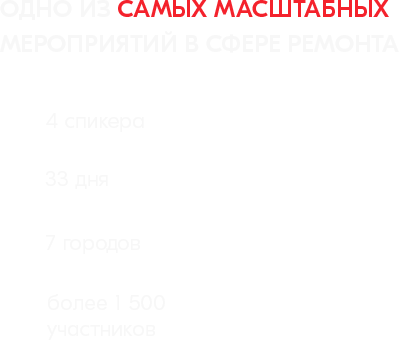 ОДНО ИЗ САМЫХ МАСШТАБНЫХ
МЕРОПРИЯТИЙ В СФЕРЕ РЕМОНТА
4 спикера
33 дня
7 городов
более 1 500
участников